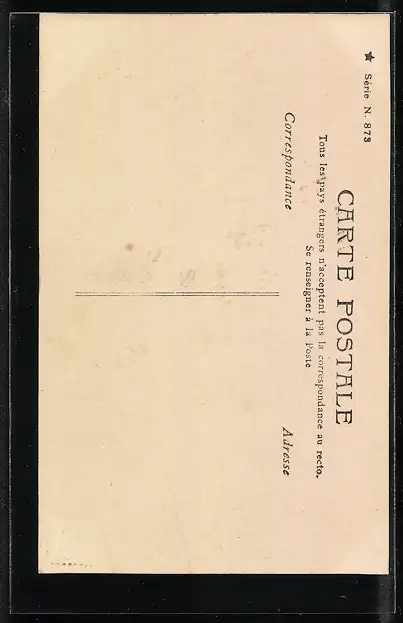 ★ Série N. 873
CARTE POSTALE
Tous les pays étrangers n'acceptent pas la correspondance au recto.
Se renseigner à la Poste
Correspondance
Adresse